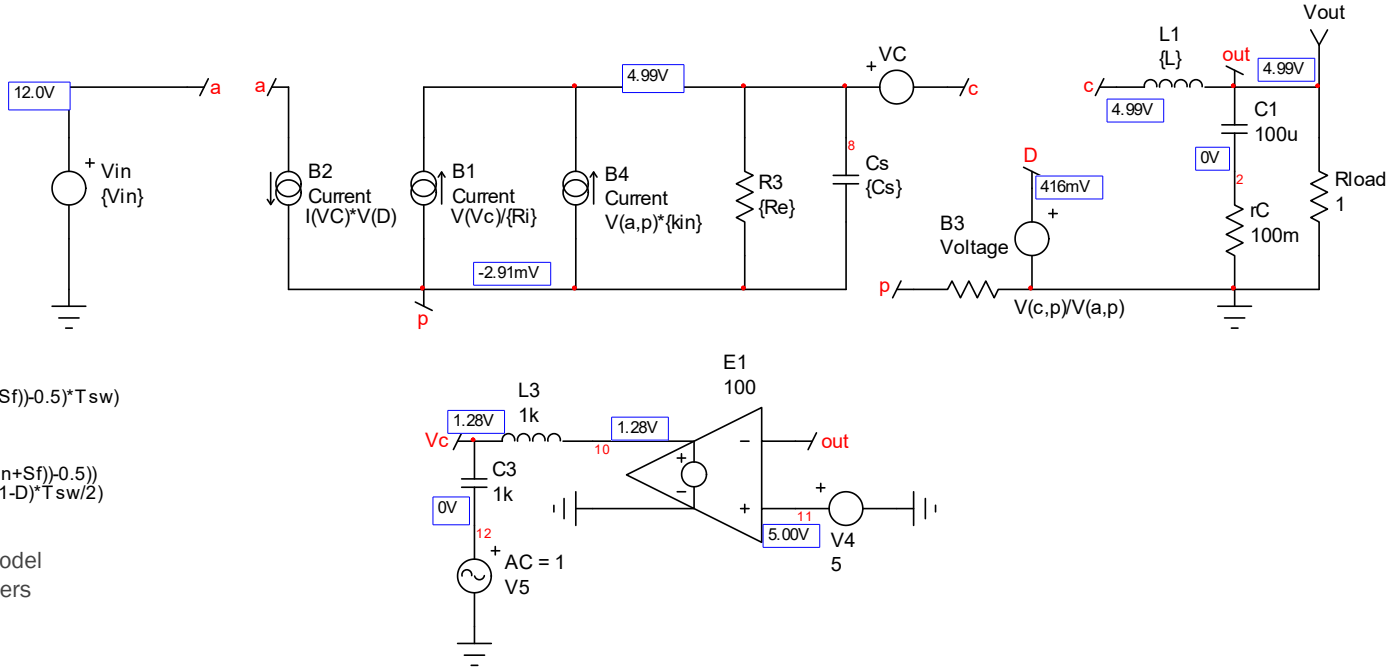 Vout
L1
{L}
out
4.99V
VC
+
4.99V
12.0V
a
a
c
c
4.99V
C1
100u
8
0V
2
D
416mV
+
Vin
{Vin}
B2
Current
I(VC)*V(D)
B1
Current
V(Vc)/{Ri}
B4
Current
V(a,p)*{kin}
R3
{Re}
Cs
{Cs}
B3
Voltage
+
rC
100m
Rload
1
-2.91mV
p
p
V(c,p)/V(a,p)
E1
100
Sf))-0.5)*Tsw)
L3
1k
1.28V
1.28V
Vc
10
−
out
C3
1k
+
−
n+Sf))-0.5))
1-D)*Tsw/2)
0V
12
+
11
+
5.00V
V4
5
odel
ers
+
AC = 1
V5